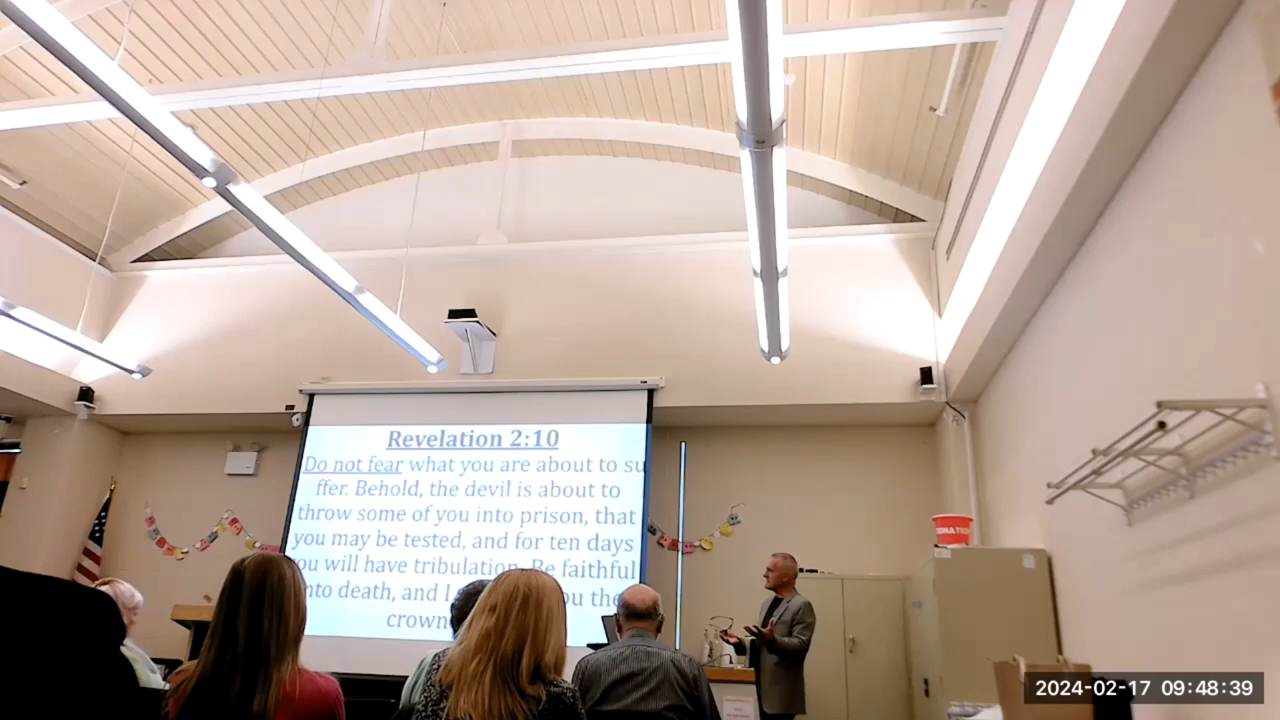 Revelation 2:10
Do not fear what you are about to su
ffer. Behold, the devil is about to
throw some of you into prison, that
you may be tested, and for ten days
you will have tribulation. Be faithful
unto death, and I you the
crown
2024-02-17 09:48:39